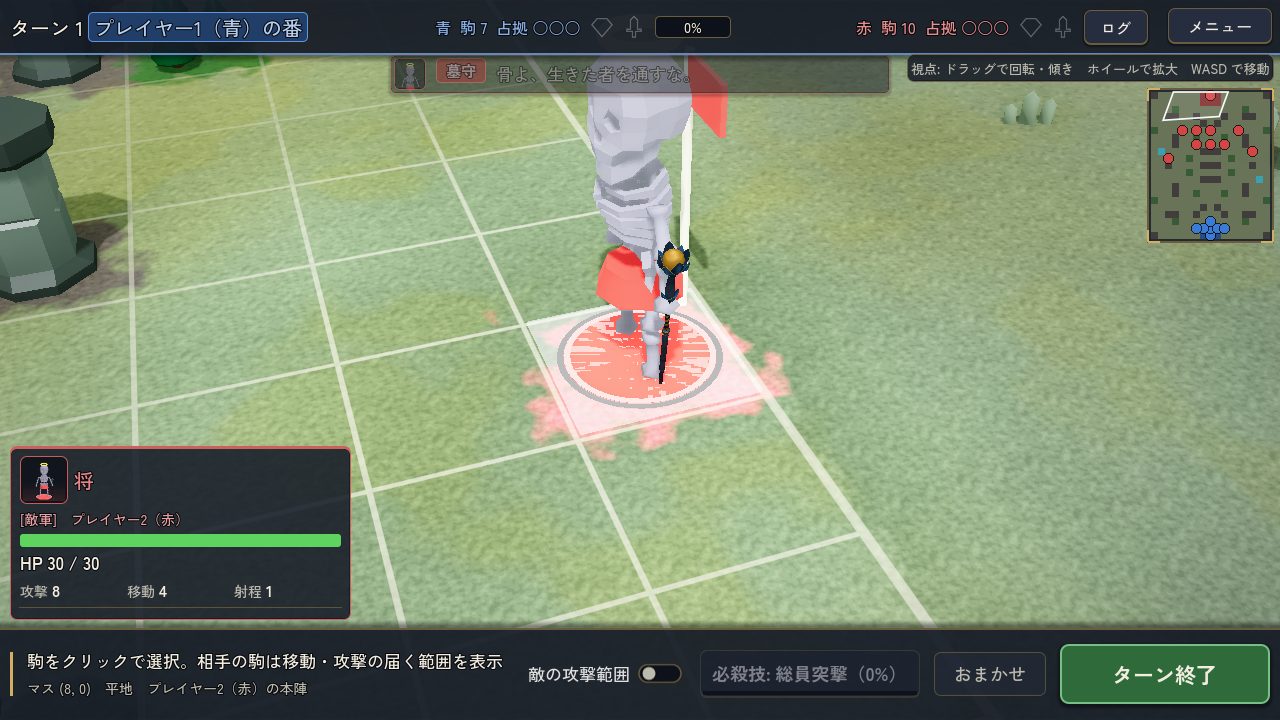 ターン 1 プレイヤー1（青）の番
青 駒 7 占拠 〇〇〇 0%
赤 駒 10 占拠 〇〇〇
ログ
メニュー
墓守 骨よ、生きた者を通すな。
視点: ドラッグで回転・傾き ホイールで拡大 WASD で移動
将
[敵軍] プレイヤー2（赤）
HP 30 / 30
攻撃 8 移動 4 射程 1
駒をクリックで選択。相手の駒は移動・攻撃の届く範囲を表示
マス (8, 0) 平地 プレイヤー2（赤）の本陣
敵の攻撃範囲
必殺技: 総員突撃（0%）
おまかせ
ターン終了